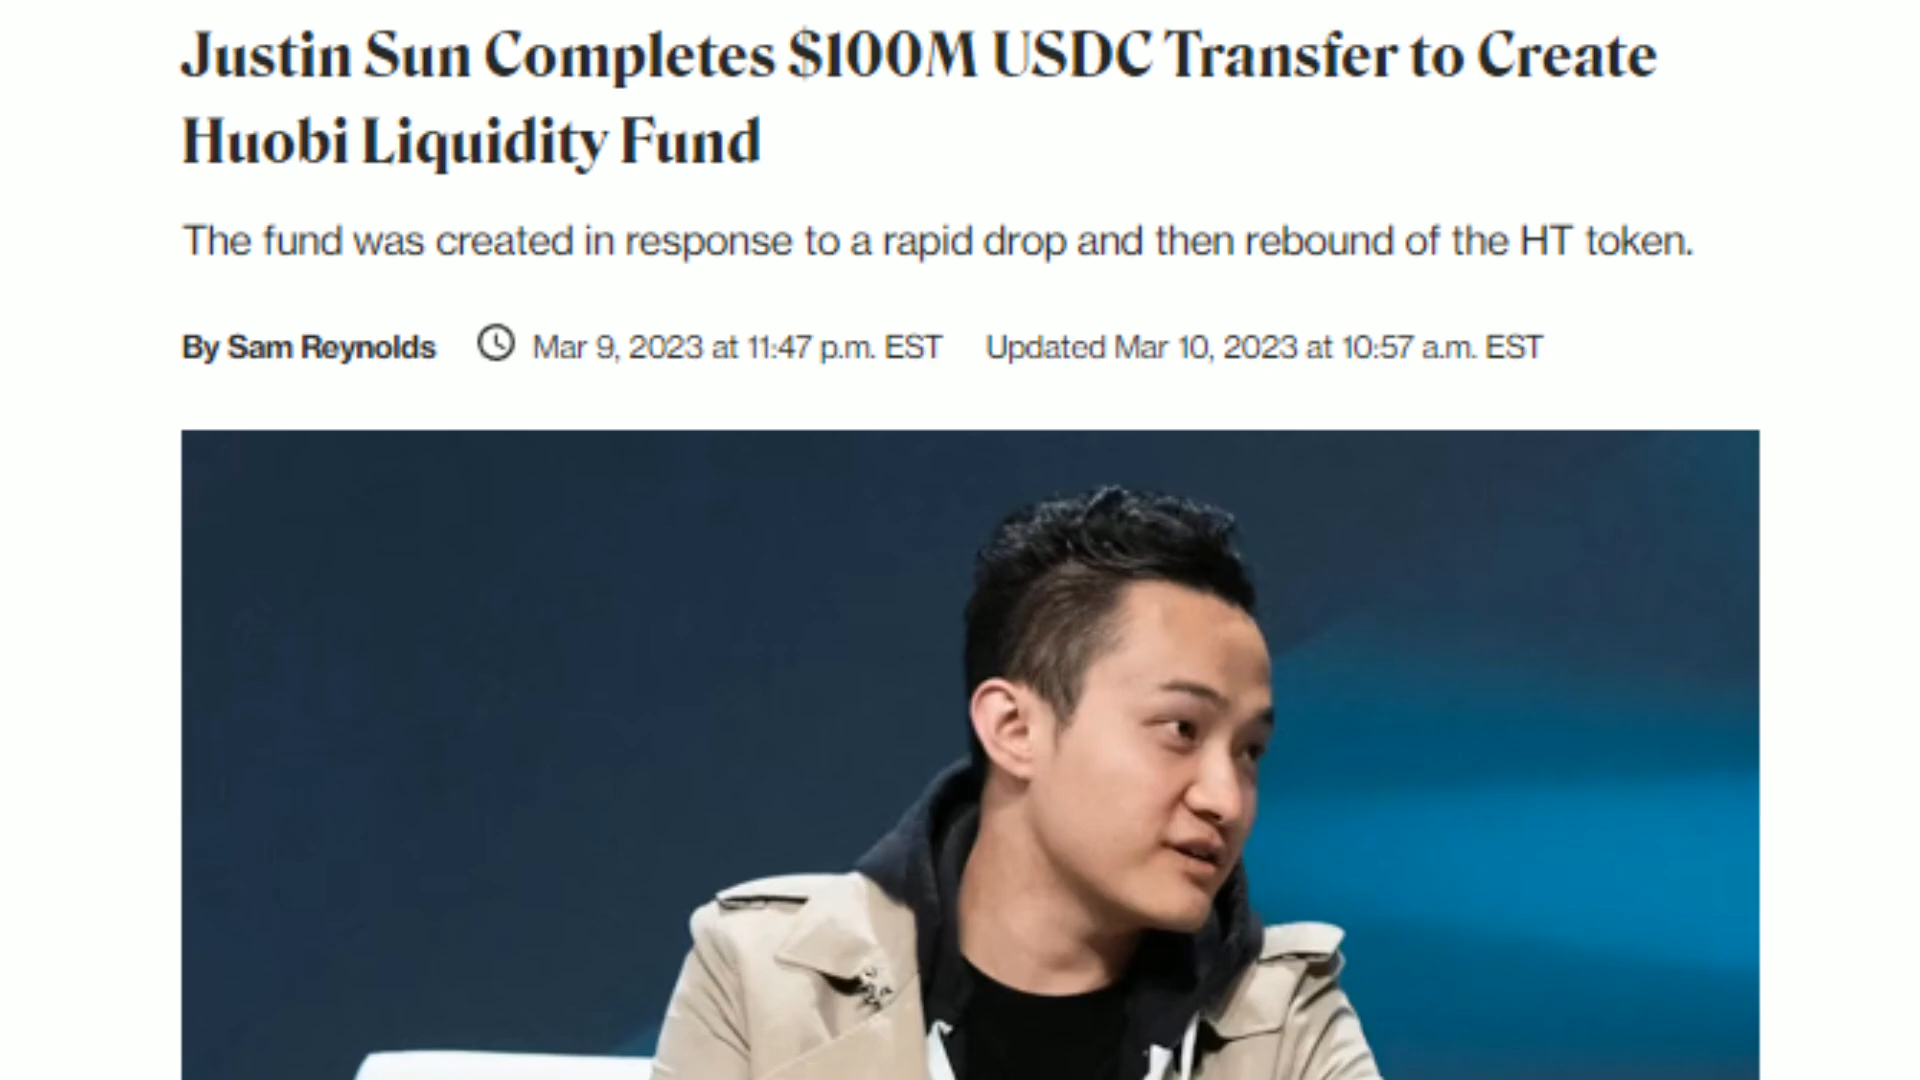 Justin Sun Completes $100M USDC Transfer to Create
Huobi Liquidity Fund
The fund was created in response to a rapid drop and then rebound of the HT token.
By Sam Reynolds Mar 9, 2023 at 11:47 p.m. EST Updated Mar 10, 2023 at 10:57 a.m. EST